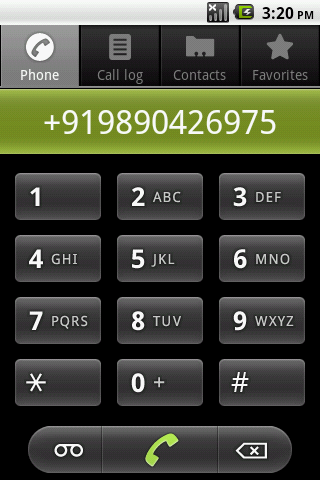 3:20 PM
Phone Call log Contacts Favorites
+919890426975
1 2 ABC 3 DEF
4 GHI 5 JKL 6 MNO
7 PQRS 8 TUV 9 WXYZ
* 0 + #